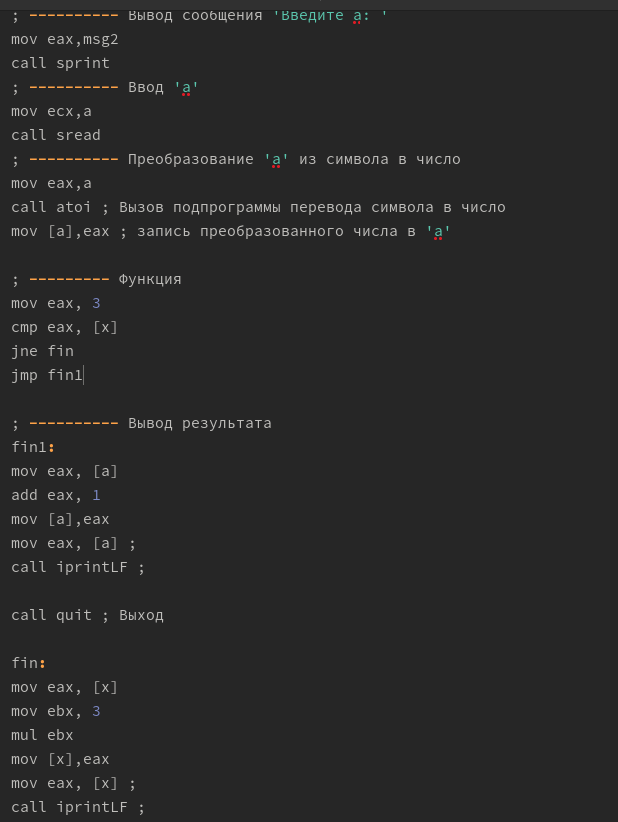 ; ---------- Вывод сообщения 'Введите a: '
mov eax,msg2
call sprint
; ---------- Ввод 'a'
mov ecx,a
call sread
; ---------- Преобразование 'a' из символа в число
mov eax,a
call atoi ; Вызов подпрограммы перевода символа в число
mov [a],eax ; запись преобразованного числа в 'a'
; --------- Функция
mov eax, 3
cmp eax, [x]
jne fin
jmp fin1
; ---------- Вывод результата
fin1:
mov eax, [a]
add eax, 1
mov [a],eax
mov eax, [a] ;
call iprintLF ;
call quit ; Выход
fin:
mov eax, [x]
mov ebx, 3
mul ebx
mov [x],eax
mov eax, [x] ;
call iprintLF ;